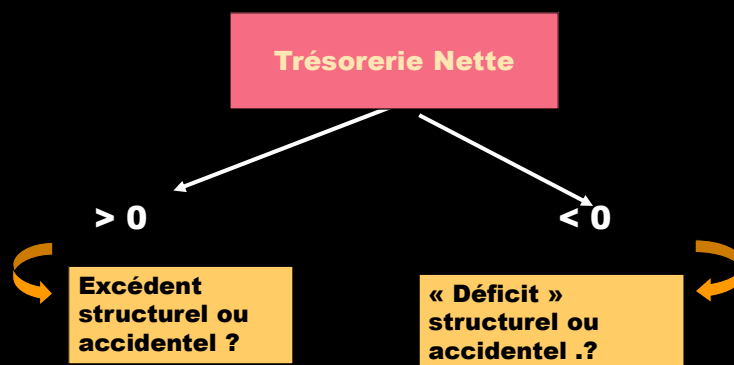 Trésorerie Nette
> 0
< 0
Excédent
structurel ou
accidentel ?
« Déficit »
structurel ou
accidentel .?